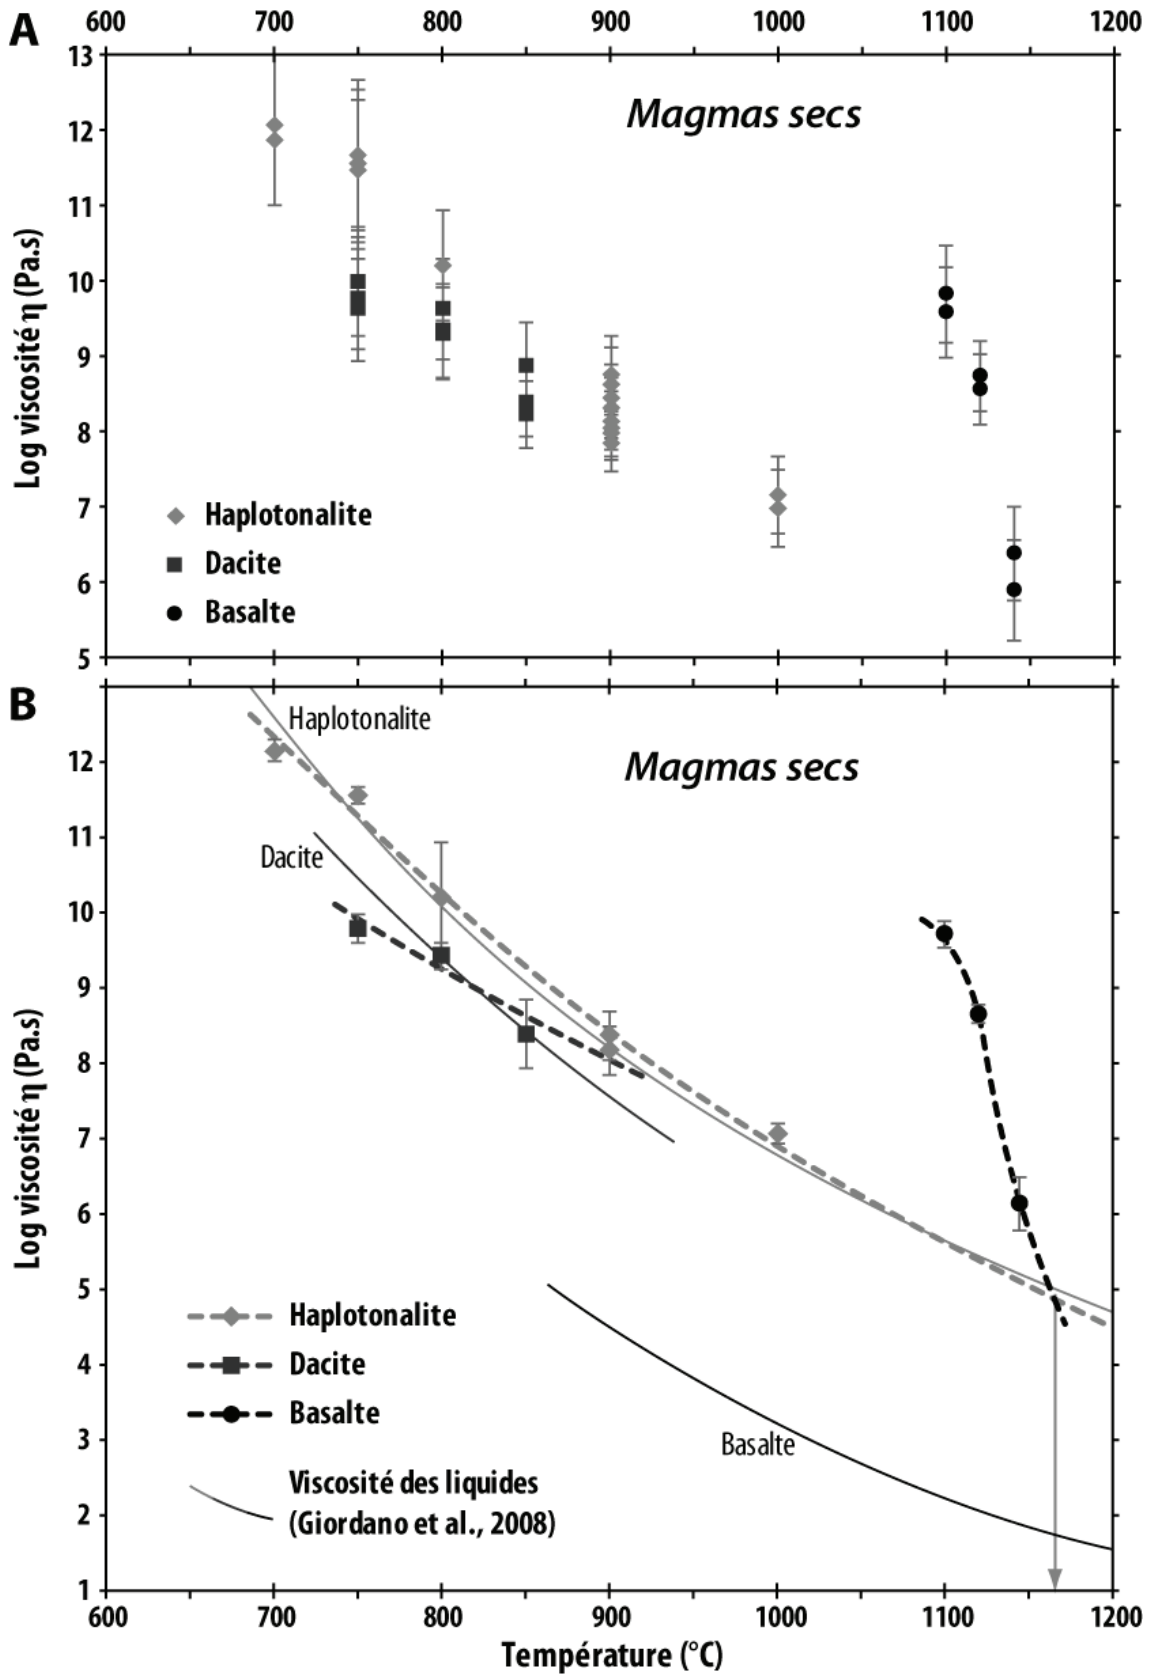 A
600 700 800 900 1000 1100 1200
13
12
11
10
9
8
7
6
5
Log viscosité η (Pa.s)
Magmas secs
Haplotonalite
Dacite
Basalte
B
Haplotonalite
Magmas secs
Dacite
12
11
10
9
8
7
6
5
4
3
2
1
Log viscosité η (Pa.s)
Haplotonalite
Dacite
Basalte
Basalte
Viscosité des liquides
(Giordano et al., 2008)
600 700 800 900 1000 1100 1200
Température (°C)